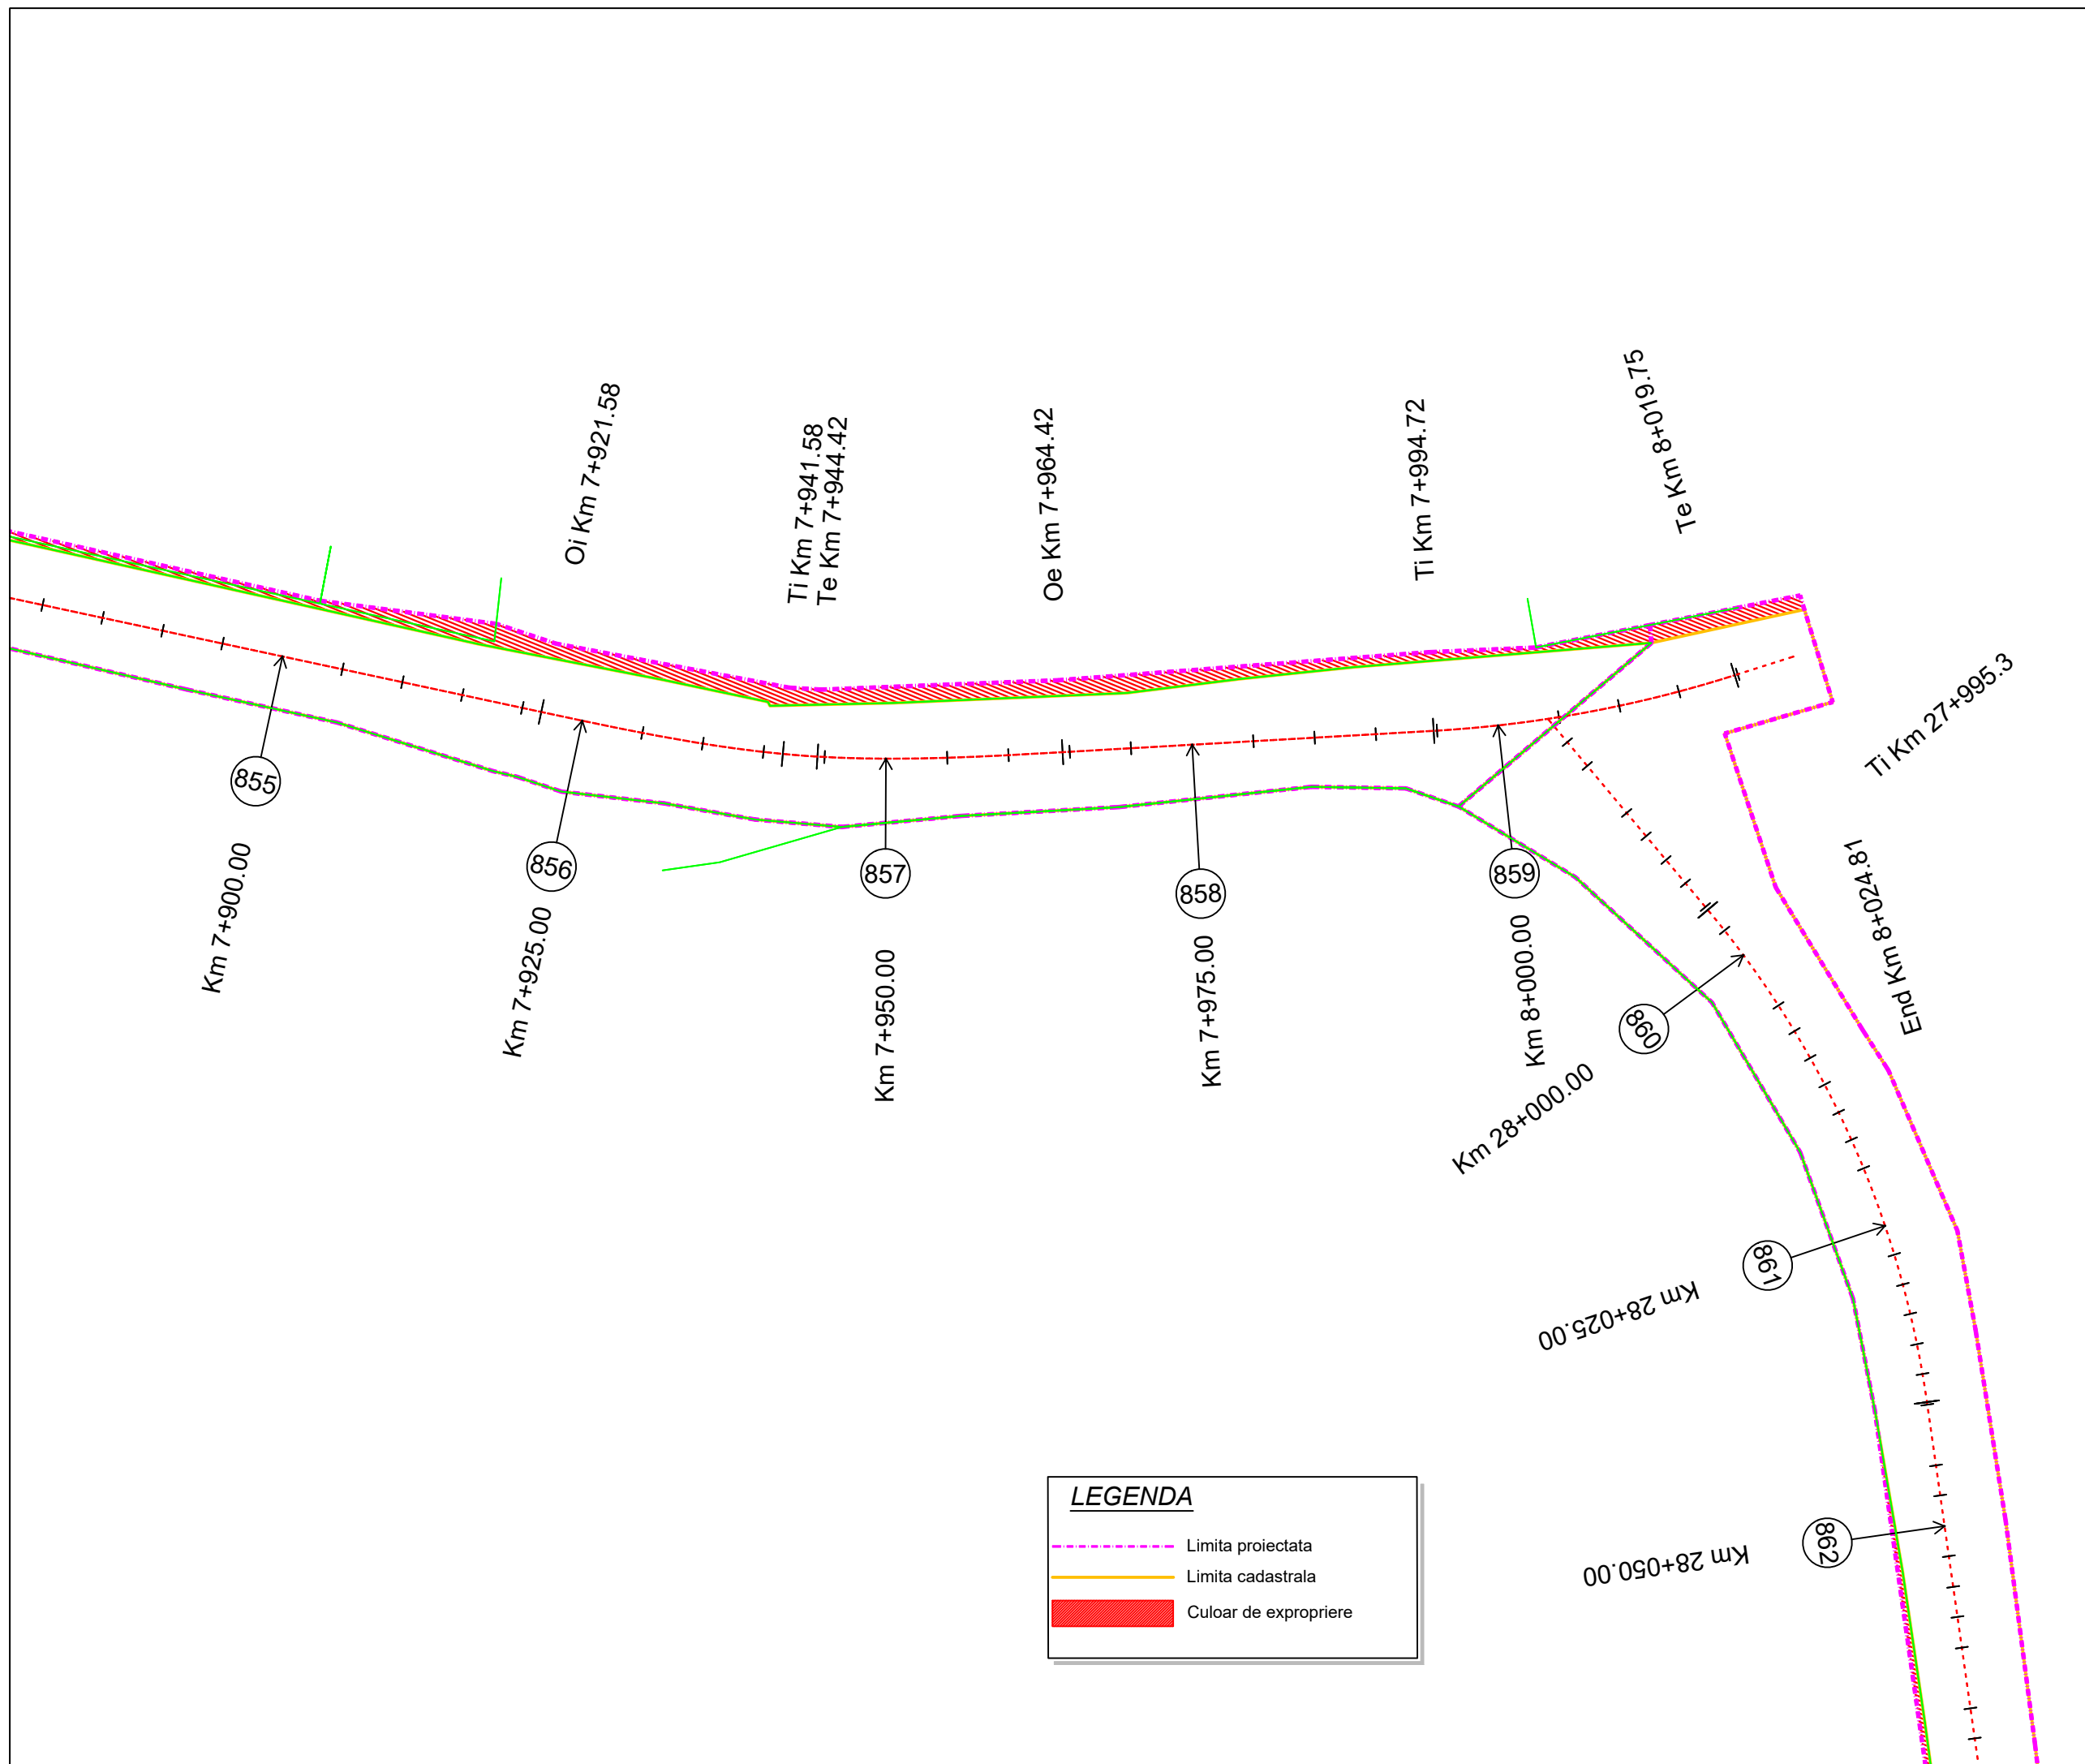 Oi Km 7+921.58
Ti Km 7+941.58
Te Km 7+944.42
Oe Km 7+964.42
Ti Km 7+994.72
Te Km 8+019.75
Ti Km 27+995.3
End Km 8+024.81
855
856
857
858
859
860
861
862
Km 7+900.00
Km 7+925.00
Km 7+950.00
Km 7+975.00
Km 8+000.00
Km 28+000.00
Km 28+025.00
Km 28+050.00
LEGENDA
Limita proiectata
Limita cadastrala
Culoar de expropriere